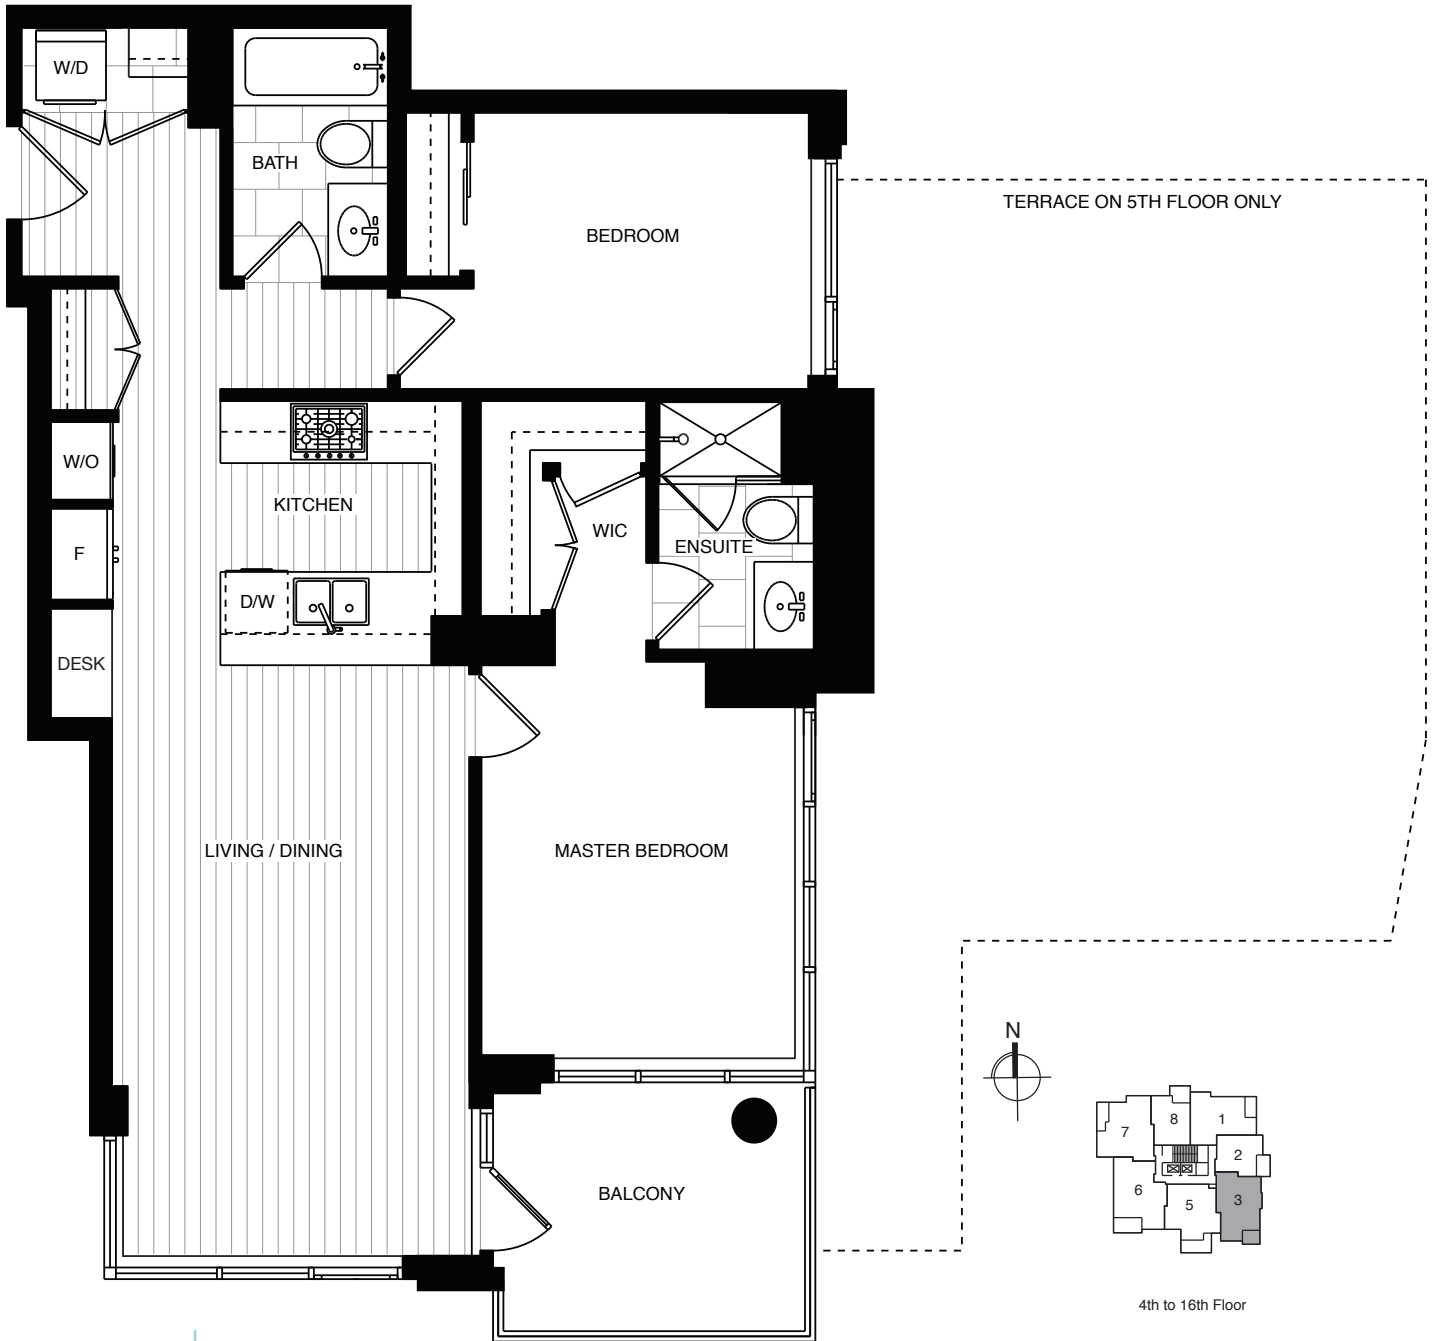 W/D
BATH
TERRACE ON 5TH FLOOR ONLY
BEDROOM
W/O
KITCHEN
WIC
ENSUITE
F
D/W
DESK
LIVING / DINING
MASTER BEDROOM
N
8
1
7
2
6
3
5
BALCONY
4th to 16th Floor